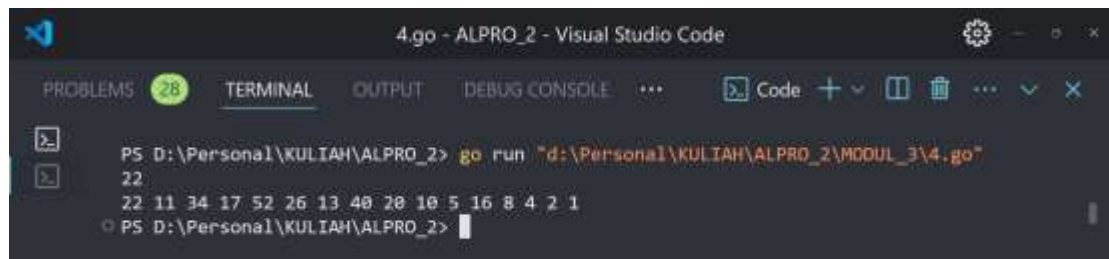 4.go - ALPRO_2 - Visual Studio Code
PROBLEMS 28 TERMINAL OUTPUT DEBUG CONSOLE ··· Code
PS D:\Personal\KULIAH\ALPRO_2> go run "d:\Personal\KULIAH\ALPRO_2\MODUL_3\4.go"
22
22 11 34 17 52 26 13 40 20 10 5 16 8 4 2 1
PS D:\Personal\KULIAH\ALPRO_2>